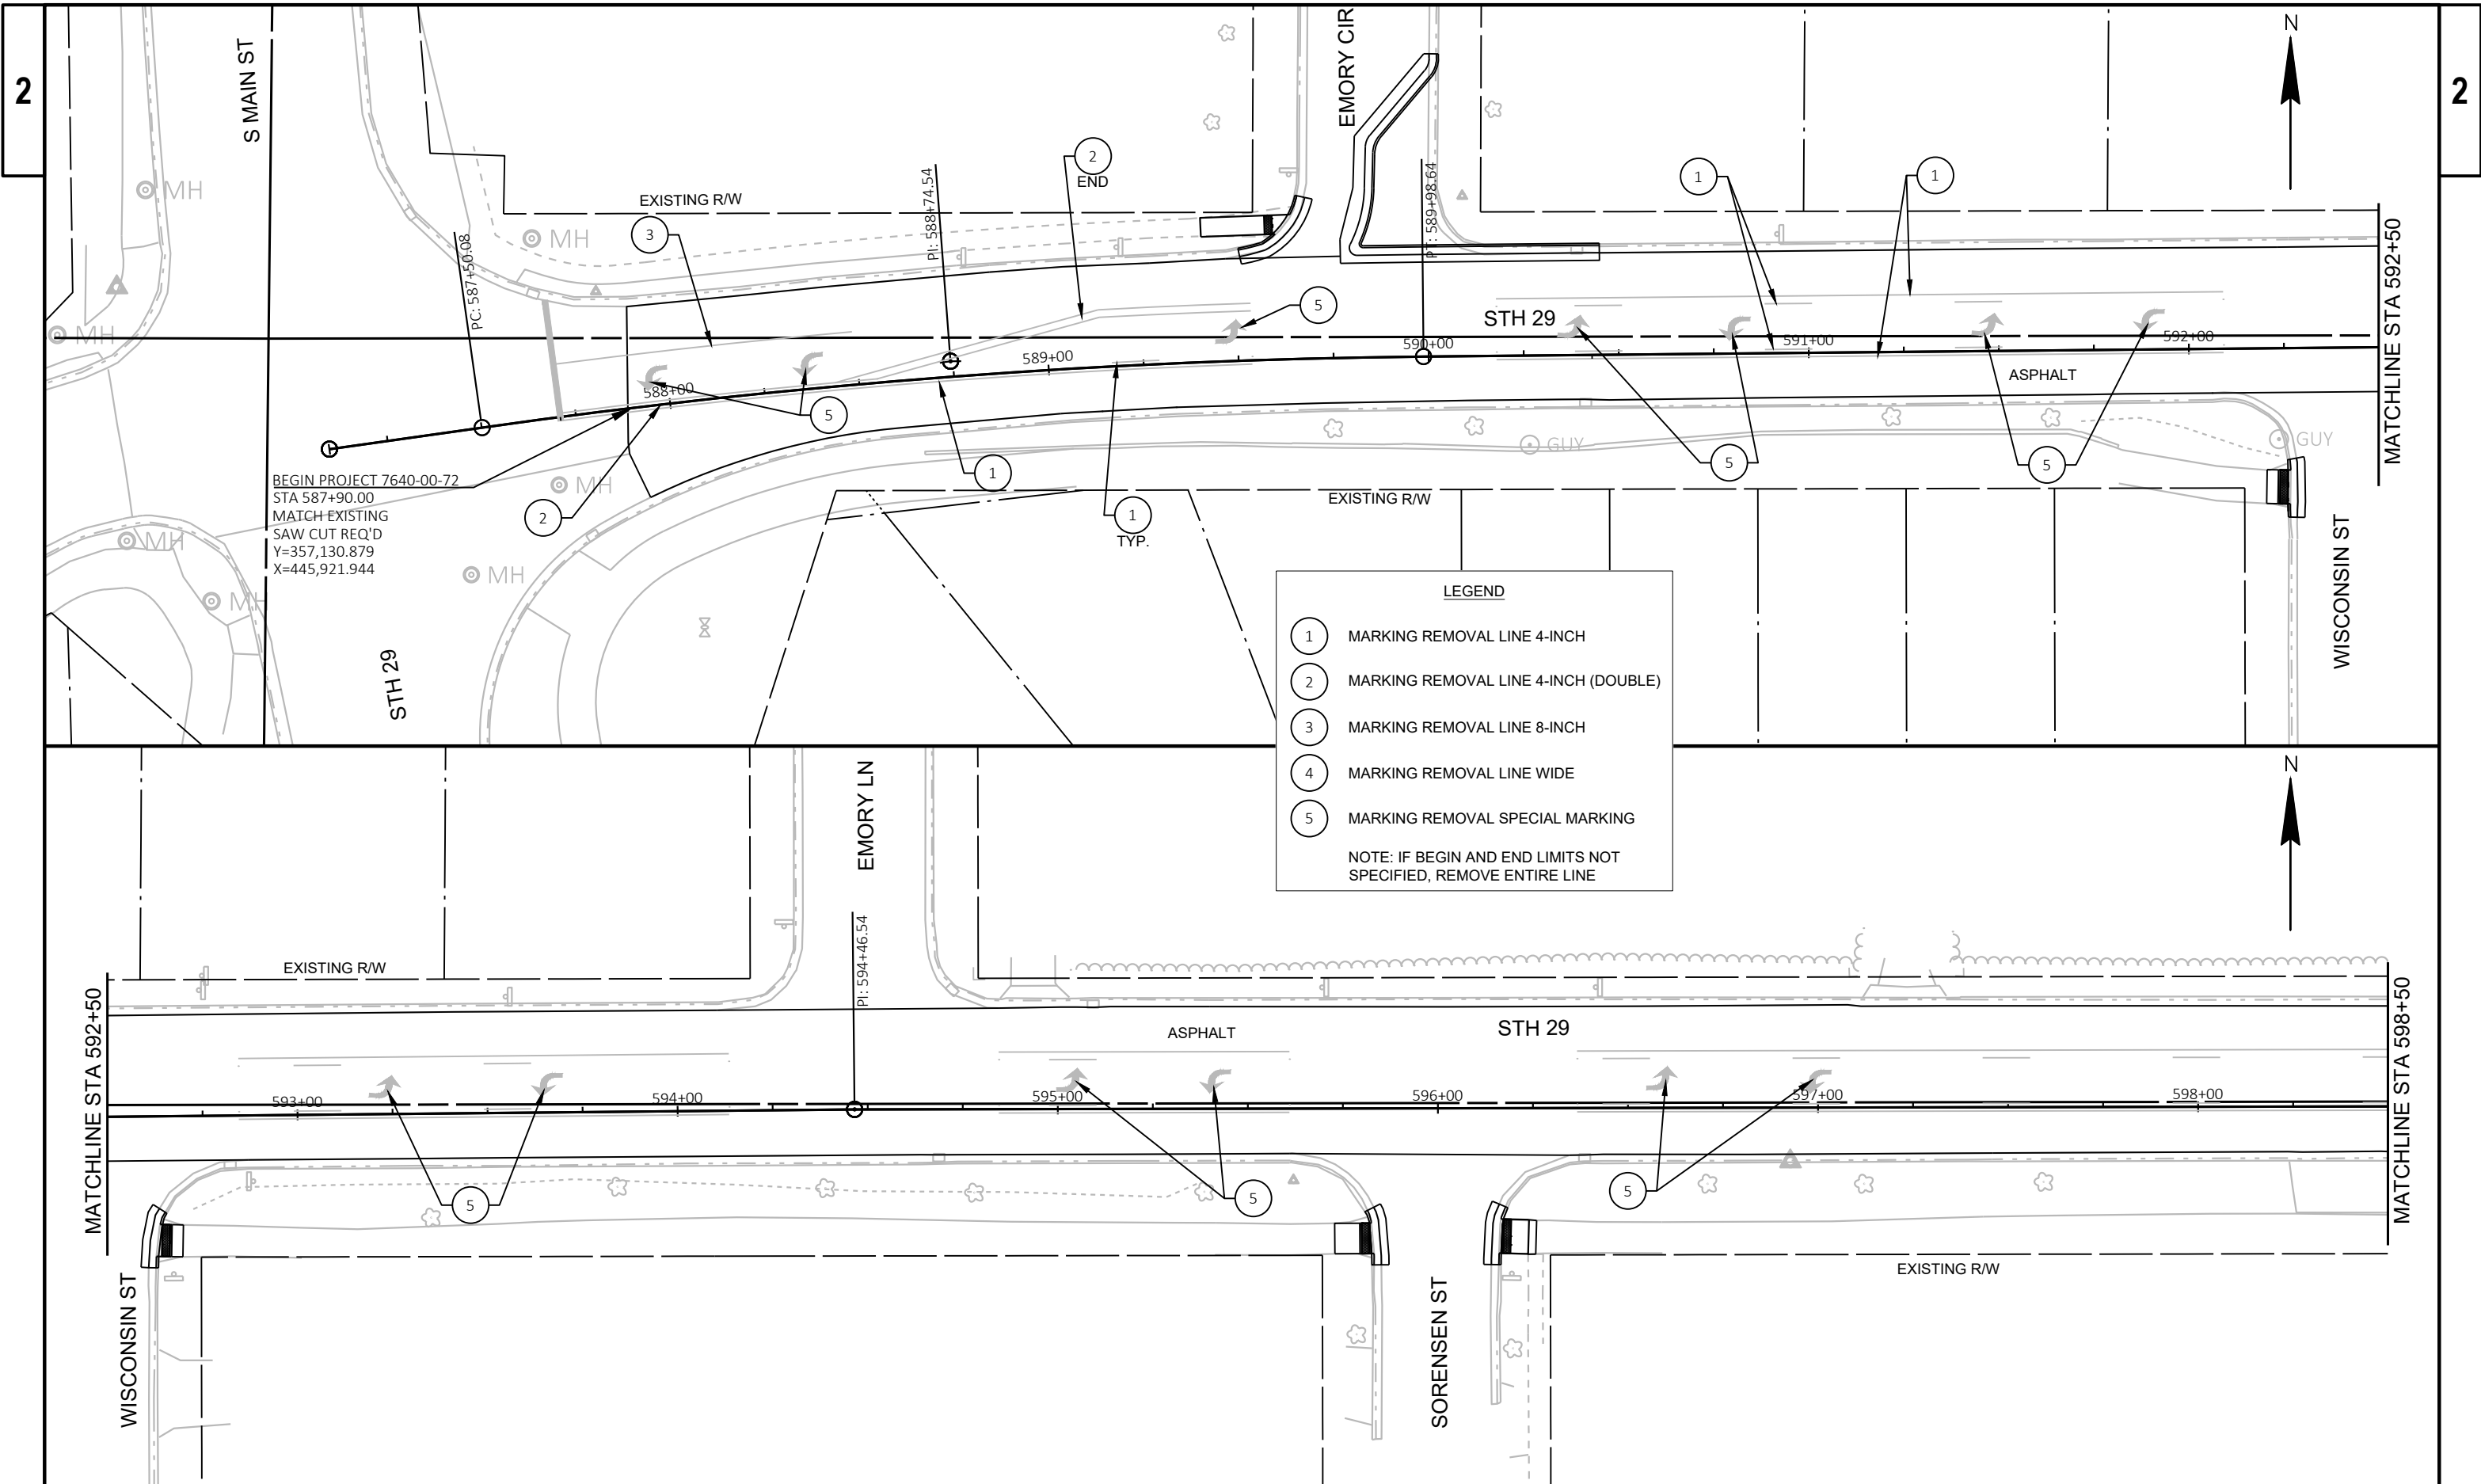 2
2
S MAIN ST
EMORY CIR
N
MH
EXISTING R/W
3
2
END
1
1
MH
PC: 587+50.08
PI: 588+74.54
PT: 589+98.64
MATCHLINE STA 592+50
MH
5
STH 29
588+00
589+00
590+00
591+00
592+00
ASPHALT
5
1
GUY
5
5
GUY
BEGIN PROJECT 7640-00-72
STA 587+90.00
MATCH EXISTING
SAW CUT REQ'D
Y=357,130.879
X=445,921.944
MH
2
1
TYP.
EXISTING R/W
MH
MH
MH
STH 29
WISCONSIN ST
LEGEND
1 MARKING REMOVAL LINE 4-INCH
2 MARKING REMOVAL LINE 4-INCH (DOUBLE)
3 MARKING REMOVAL LINE 8-INCH
4 MARKING REMOVAL LINE WIDE
5 MARKING REMOVAL SPECIAL MARKING
NOTE: IF BEGIN AND END LIMITS NOT
SPECIFIED, REMOVE ENTIRE LINE
N
EMORY LN
EXISTING R/W
PI: 594+46.54
MATCHLINE STA 592+50
ASPHALT
STH 29
MATCHLINE STA 598+50
593+00
594+00
595+00
596+00
597+00
598+00
5
5
5
EXISTING R/W
WISCONSIN ST
SORENSEN ST